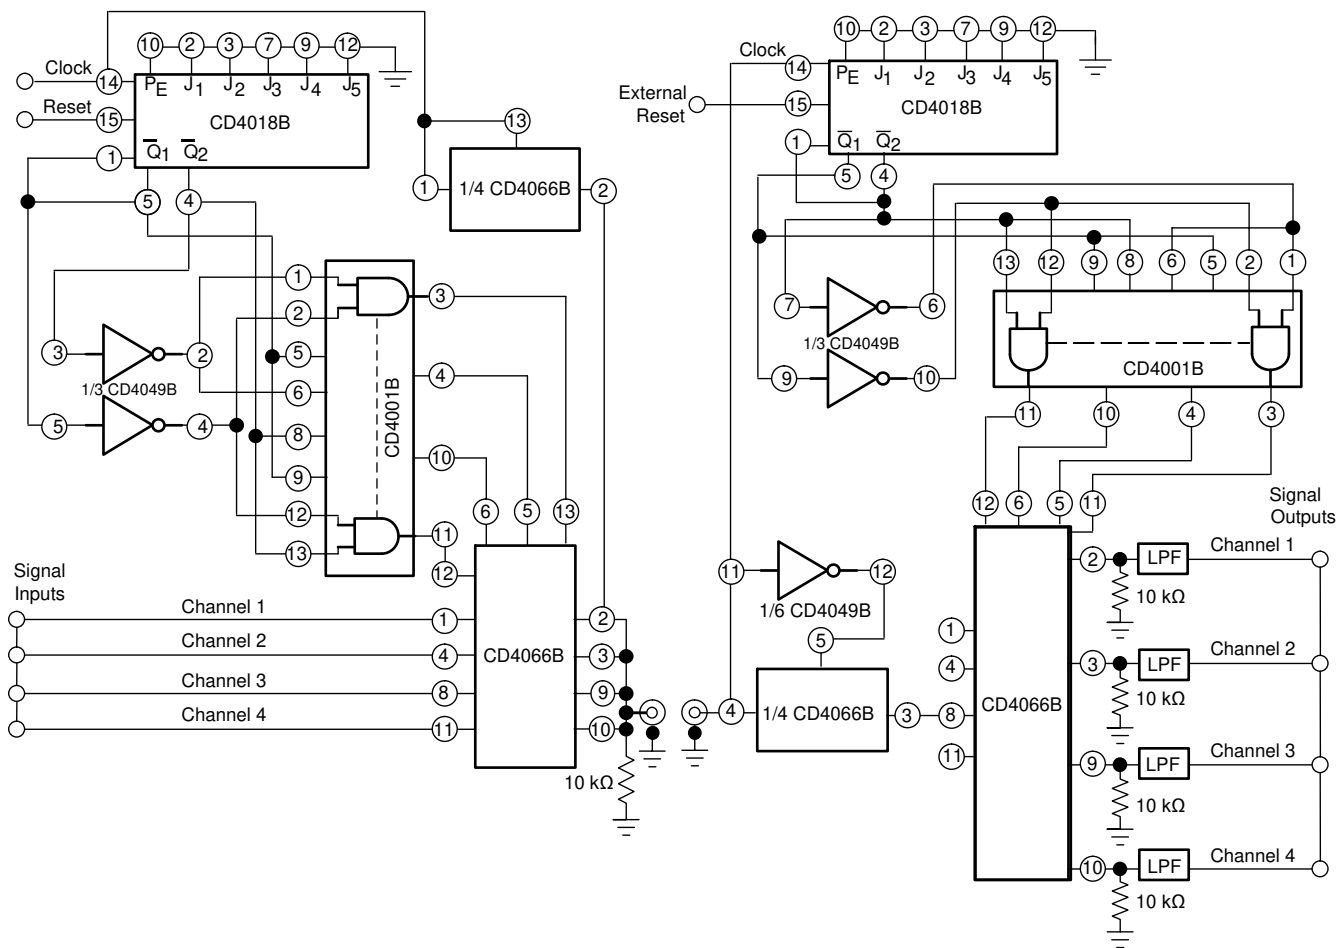 10 2 3 7 9 12
Clock 14 PE J1 J2 J3 J4 J5
Reset 15 CD4018B
1 Q̅1 Q̅2
5 4
13
1 1/4 CD4066B 2
1 3
2
3 2 5
1/3 CD4049B
6 4
5 4 8
CD4001B
9 10
12 6 5 13
13 11
12
Signal
Inputs
Channel 1 1 2
Channel 2 4 CD4066B 3
Channel 3 8 9
Channel 4 11 10
10 kΩ
10 2 3 7 9 12
Clock 14 PE J1 J2 J3 J4 J5
External
Reset 15 CD4018B
1 Q̅1 Q̅2
5 4
13 12 9 8 6 5 2 1
7 6
1/3 CD4049B
9 10
CD4001B
11 10 4 3
12 6 5 11
Signal
Outputs
11 12
1/6 CD4049B
5
4 1/4 CD4066B 3
1
4
8
11
CD4066B
2 LPF Channel 1
10 kΩ
3 LPF Channel 2
10 kΩ
9 LPF Channel 3
10 kΩ
10 LPF Channel 4
10 kΩ